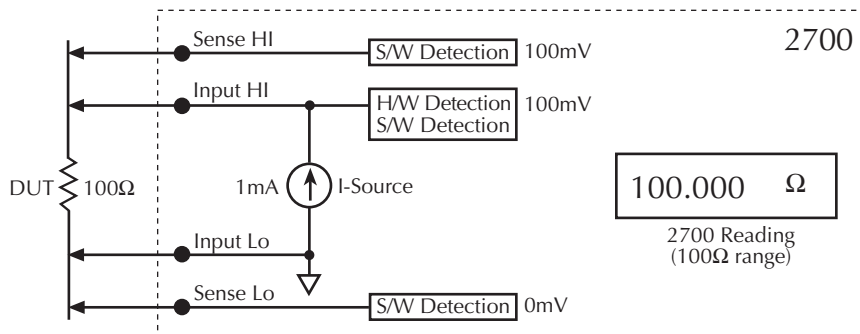 2700
Sense HI
S/W Detection 100mV
Input HI
H/W Detection 100mV
S/W Detection
DUT 100Ω
1mA I-Source
100.000 Ω
2700 Reading
(100Ω range)
Input Lo
Sense Lo
S/W Detection 0mV